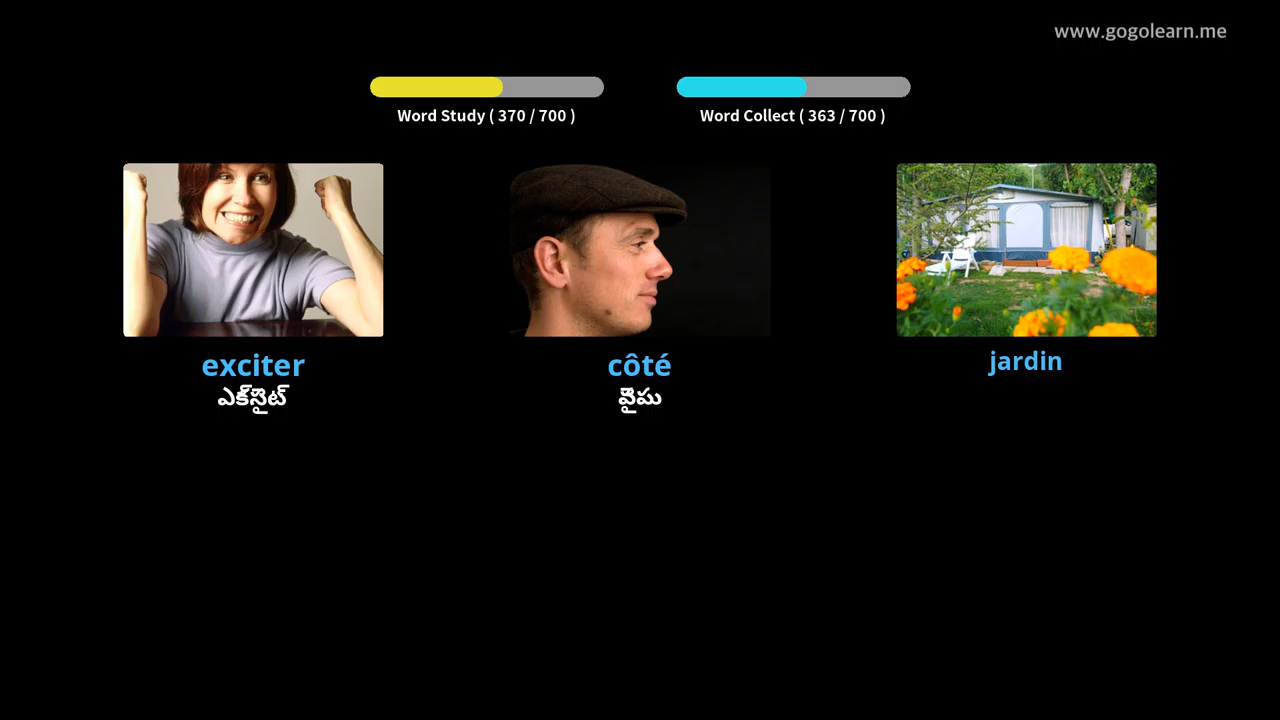 www.gogolearn.me
Word Study ( 370 / 700 )
Word Collect ( 363 / 700 )
exciter
ఎక్సైట్
côté
వైపు
jardin